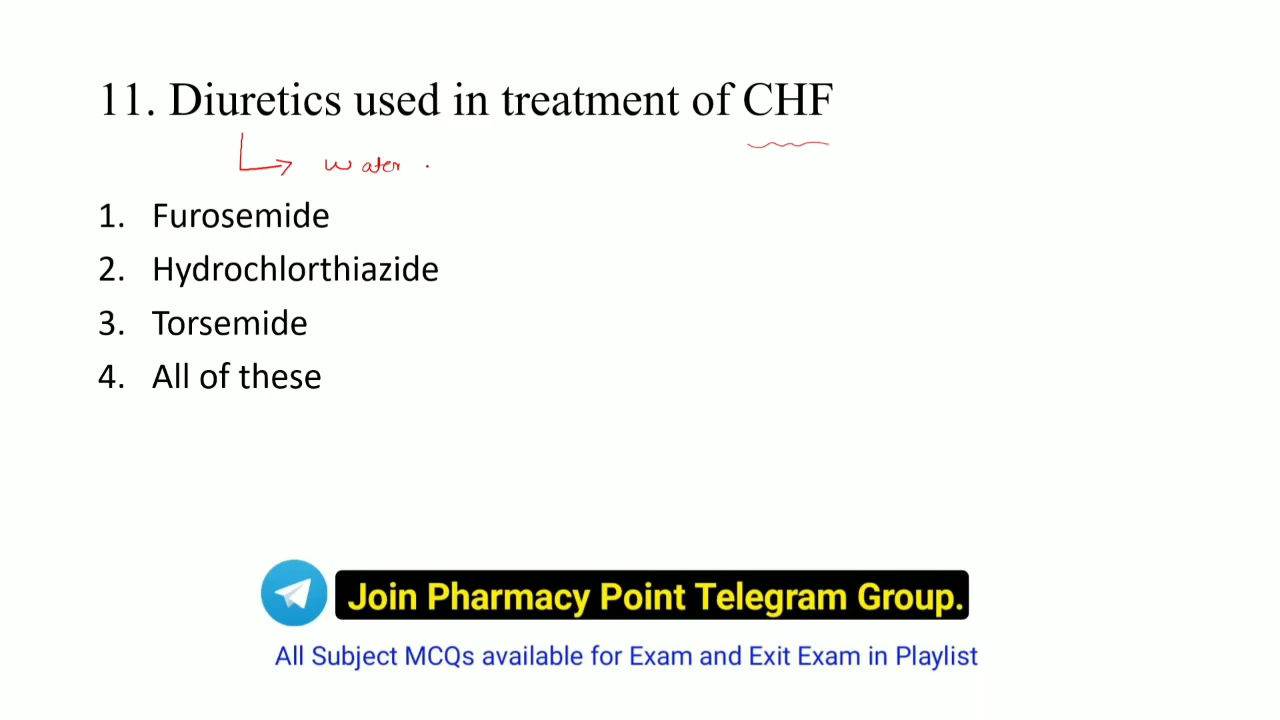 11. Diuretics used in treatment of CHF
water
1. Furosemide
2. Hydrochlorthiazide
3. Torsemide
4. All of these
Join Pharmacy Point Telegram Group.
All Subject MCQs available for Exam and Exit Exam in Playlist